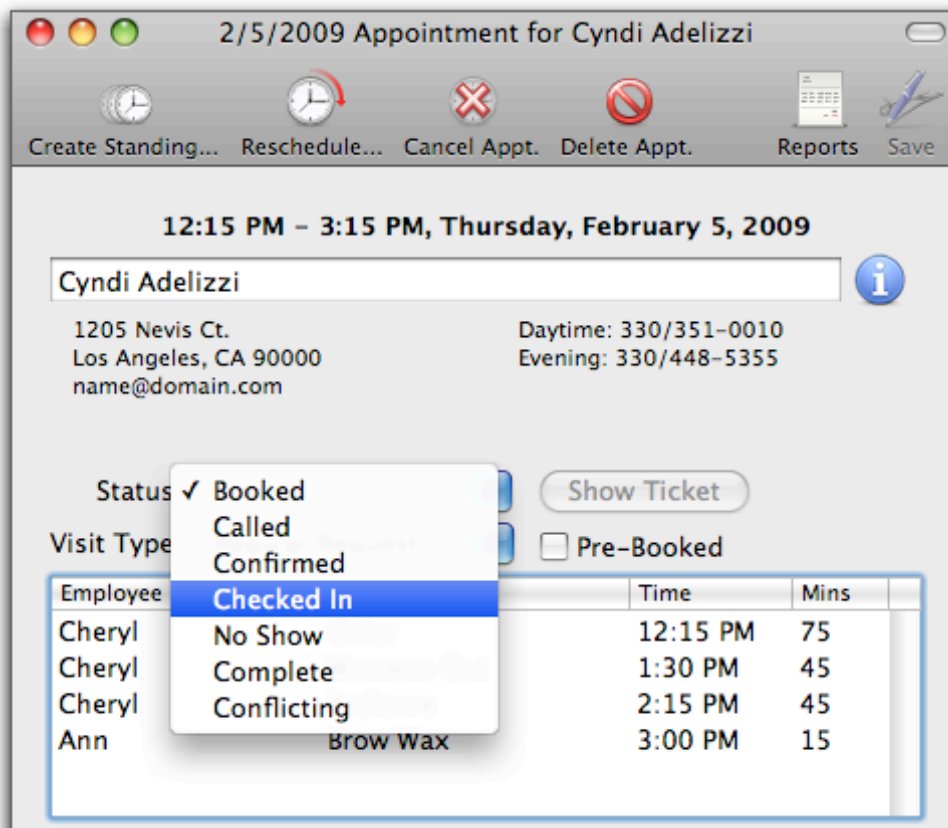 2/5/2009 Appointment for Cyndi Adelizzi
Create Standing... Reschedule... Cancel Appt. Delete Appt. Reports Save
12:15 PM – 3:15 PM, Thursday, February 5, 2009
Cyndi Adelizzi
1205 Nevis Ct. Daytime: 330/351-0010
Los Angeles, CA 90000 Evening: 330/448-5355
name@domain.com
Status ✓ Booked Show Ticket
Called
Visit Type Pre-Booked
Confirmed
Employee Time Mins
Checked In
Cheryl No Show 12:15 PM 75
Cheryl Complete 1:30 PM 45
Cheryl Conflicting 2:15 PM 45
Ann Brow Wax 3:00 PM 15